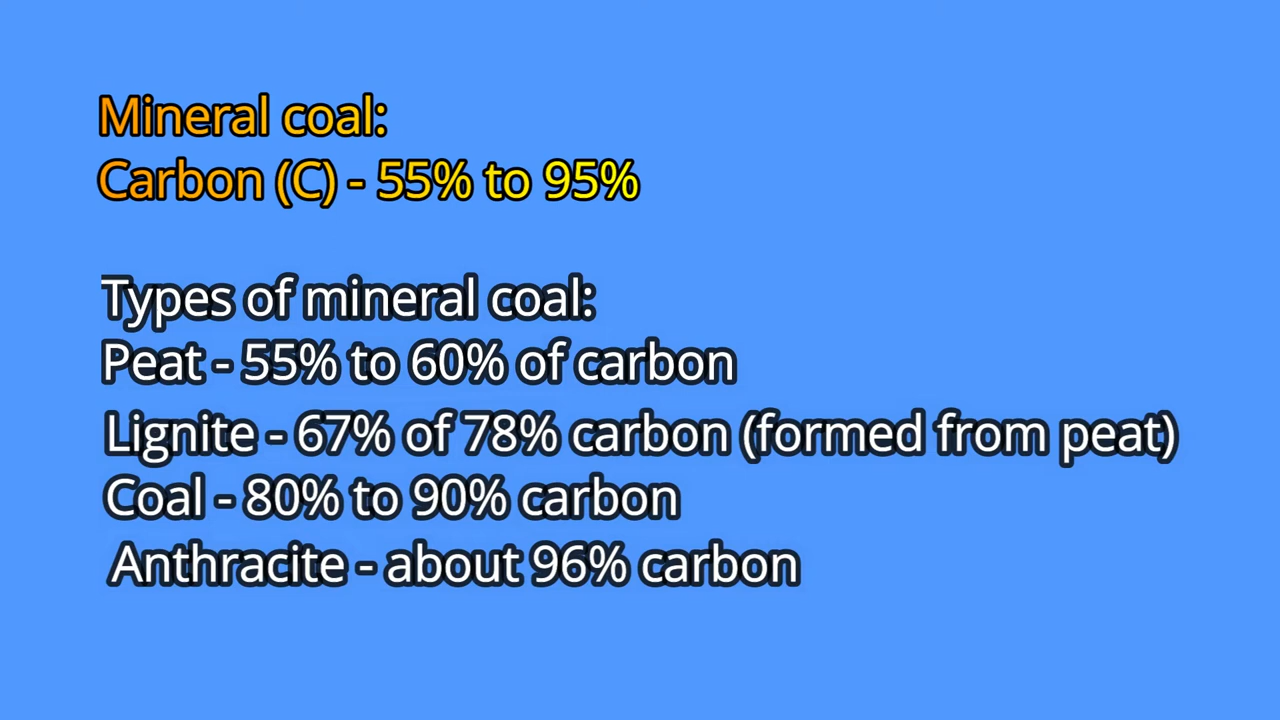 Mineral coal:
Carbon (C) - 55% to 95%
Types of mineral coal:
Peat - 55% to 60% of carbon
Lignite - 67% of 78% carbon (formed from peat)
Coal - 80% to 90% carbon
Anthracite - about 96% carbon